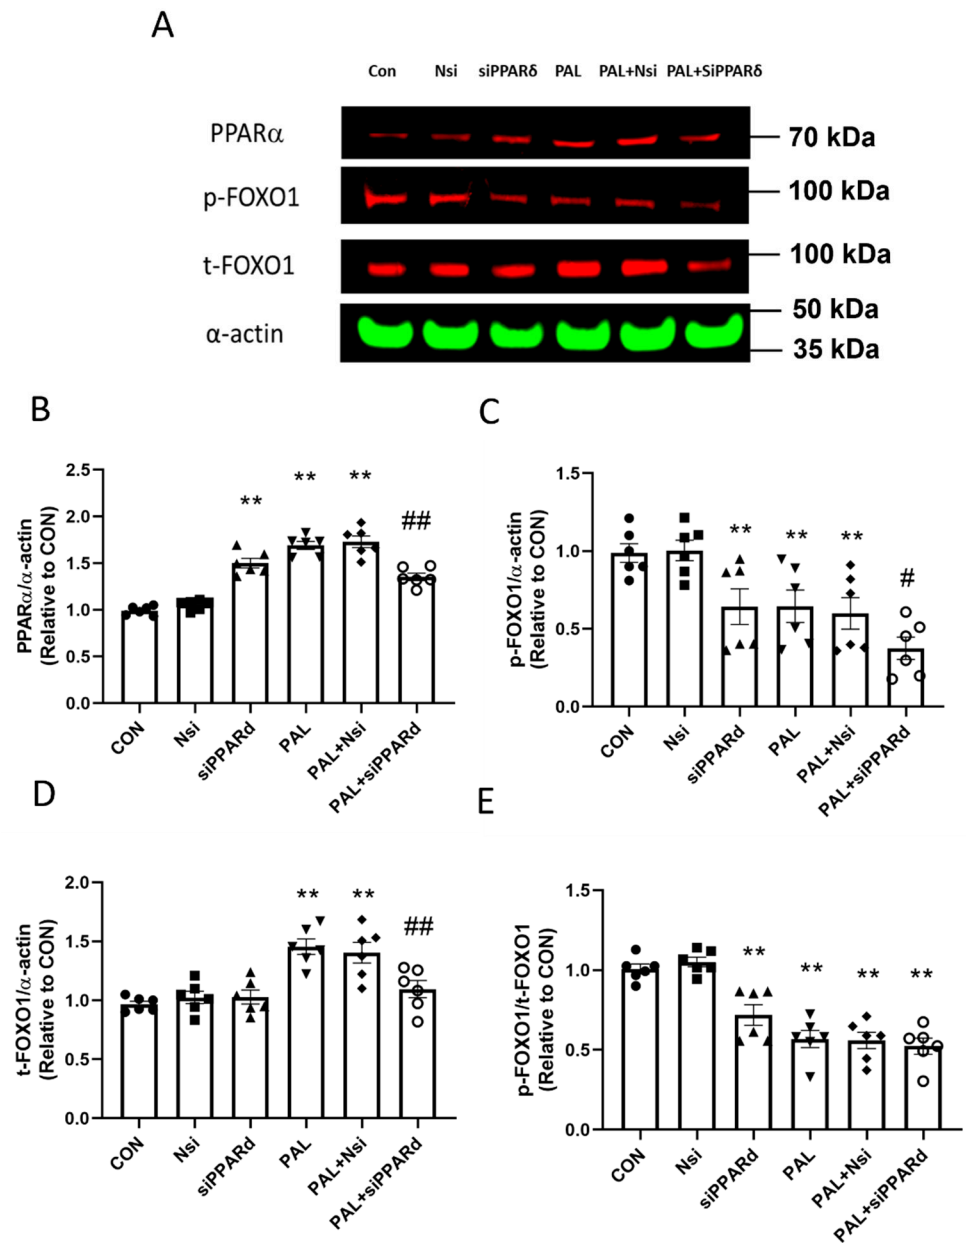 A
Con Nsi siPPARδ PAL PAL+Nsi PAL+SiPPARδ
PPARα
70 kDa
p-FOXO1
100 kDa
t-FOXO1
100 kDa
α-actin
50 kDa
35 kDa
B
PPARα/α-actin
(Relative to CON)
2.5
2.0
1.5
1.0
0.5
0.0
** ** ** ##
CON Nsi siPPARd PAL PAL+Nsi PAL+siPPARd
C
p-FOXO1/α-actin
(Relative to CON)
1.5
1.0
0.5
0.0
** ** ** #
CON Nsi siPPARd PAL PAL+Nsi PAL+siPPARd
D
t-FOXO1/α-actin
(Relative to CON)
2.0
1.5
1.0
0.5
0.0
** ** ##
CON Nsi siPPARd PAL PAL+Nsi PAL+siPPARd
E
p-FOXO1/t-FOXO1
(Relative to CON)
1.5
1.0
0.5
0.0
** ** ** **
CON Nsi siPPARd PAL PAL+Nsi PAL+siPPARd